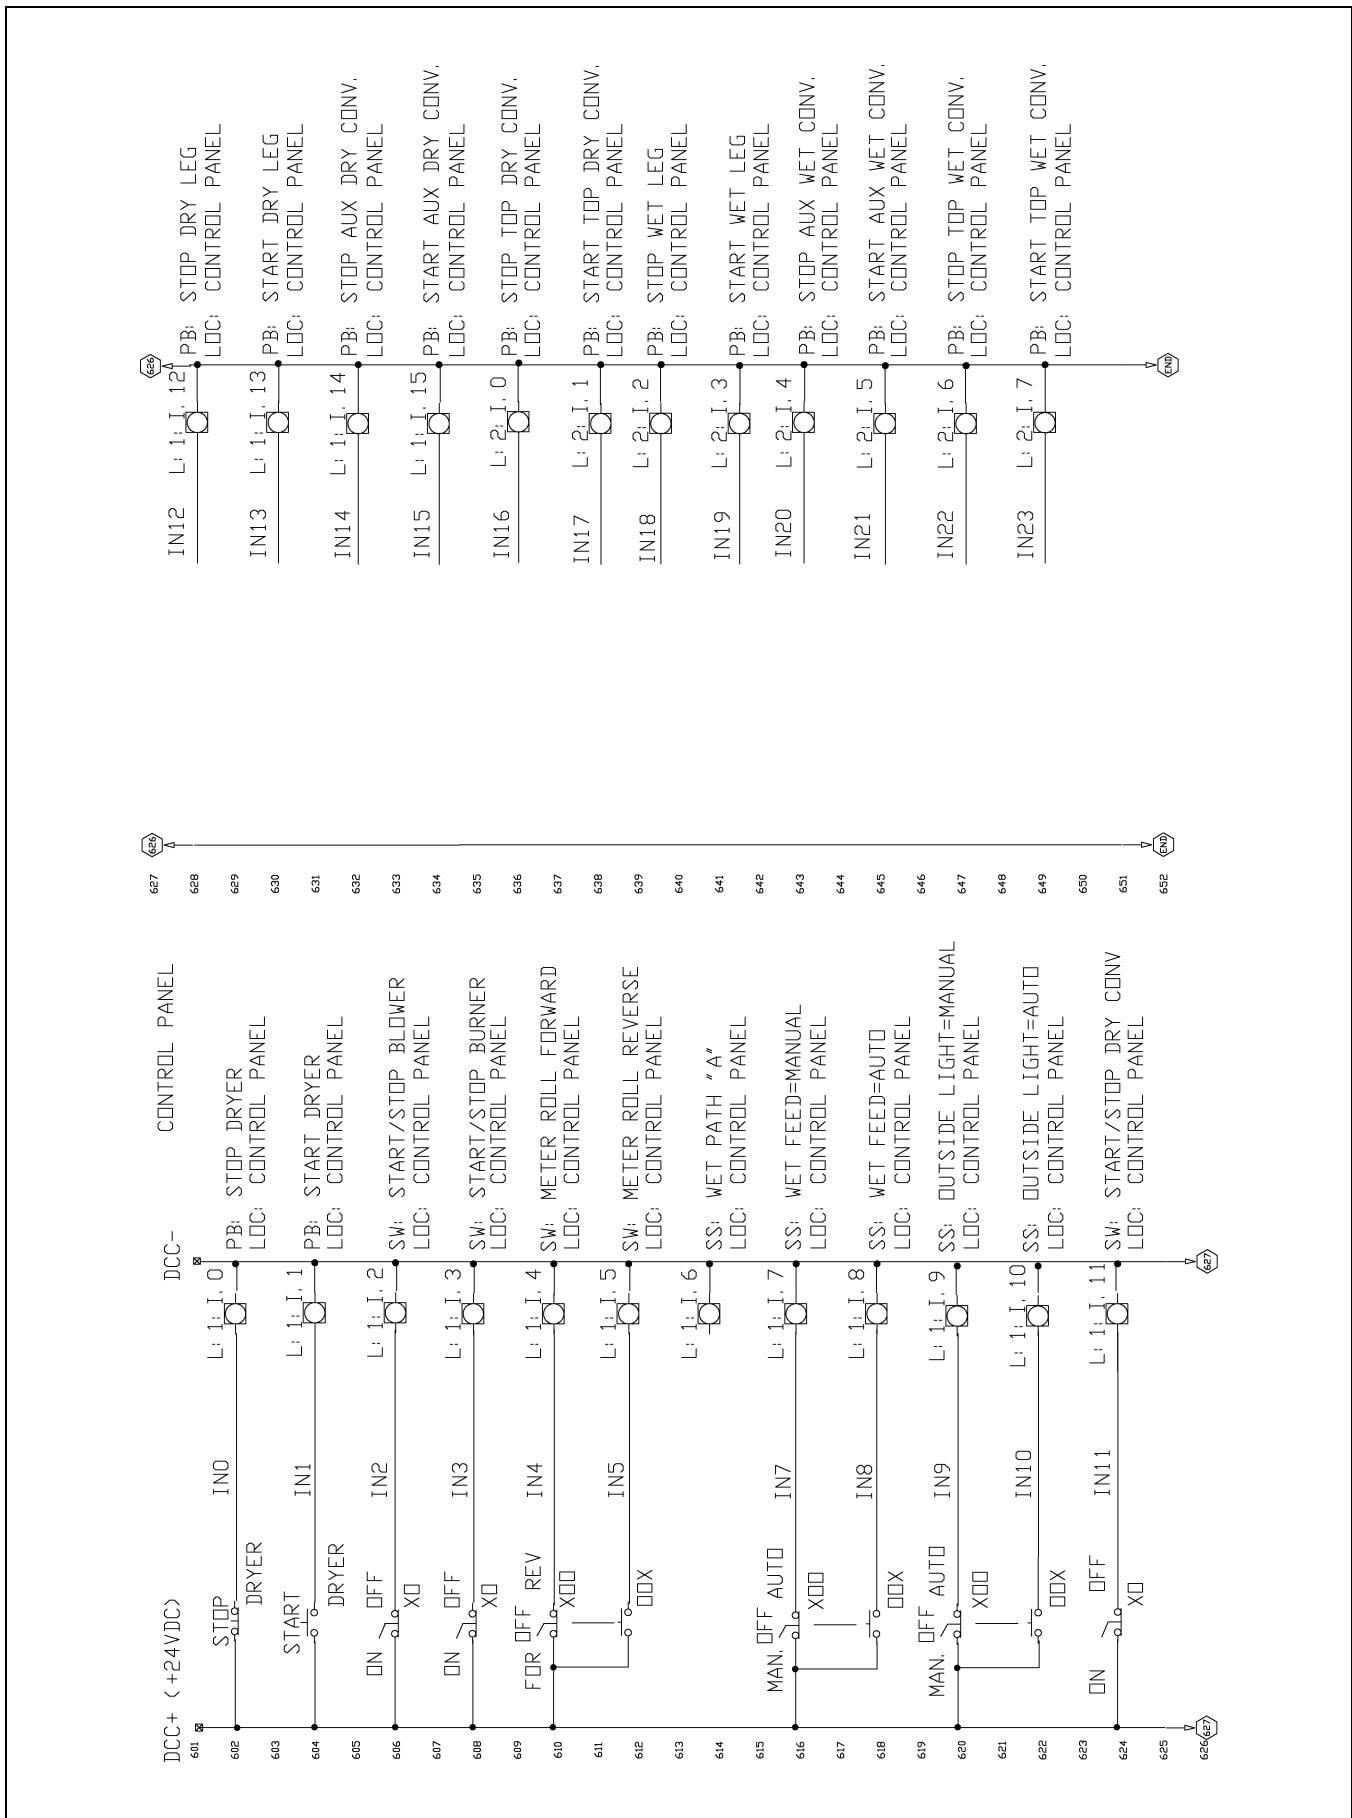 DCC+ (+24VDC)
DCC-
CONTROL PANEL
601
602
STOP
DRYER
IN0
L: 1: I. 0
PB: STOP DRYER
LOC: CONTROL PANEL
603
604
START
DRYER
IN1
L: 1: I. 1
PB: START DRYER
LOC: CONTROL PANEL
605
606
ON
OFF
XO
IN2
L: 1: I. 2
SW: START/STOP BLOWER
LOC: CONTROL PANEL
607
608
ON
OFF
XO
IN3
L: 1: I. 3
SW: START/STOP BURNER
LOC: CONTROL PANEL
609
610
FOR OFF REV
XOO
IN4
L: 1: I. 4
SW: METER ROLL FORWARD
LOC: CONTROL PANEL
611
612
OOX
IN5
L: 1: I. 5
SW: METER ROLL REVERSE
LOC: CONTROL PANEL
613
614
L: 1: I. 6
SS: WET PATH "A"
LOC: CONTROL PANEL
615
616
MAN. OFF AUTO
XOO
IN7
L: 1: I. 7
SS: WET FEED=MANUAL
LOC: CONTROL PANEL
617
618
OOX
IN8
L: 1: I. 8
SS: WET FEED=AUTO
LOC: CONTROL PANEL
619
620
MAN. OFF AUTO
XOO
IN9
L: 1: I. 9
SS: OUTSIDE LIGHT=MANUAL
LOC: CONTROL PANEL
621
622
OOX
IN10
L: 1: I. 10
SS: OUTSIDE LIGHT=AUTO
LOC: CONTROL PANEL
623
624
ON
OFF
XO
IN11
L: 1: I. 11
SW: START/STOP DRY CONV
LOC: CONTROL PANEL
625
626
627
627
627
626
628
629
630
631
632
633
634
635
636
637
638
639
640
641
642
643
644
645
646
647
648
649
650
651
652
END
626
IN12
L: 1: I. 12
PB: STOP DRY LEG
LOC: CONTROL PANEL
IN13
L: 1: I. 13
PB: START DRY LEG
LOC: CONTROL PANEL
IN14
L: 1: I. 14
PB: STOP AUX DRY CONV.
LOC: CONTROL PANEL
IN15
L: 1: I. 15
PB: START AUX DRY CONV.
LOC: CONTROL PANEL
IN16
L: 2: I. 0
PB: STOP TOP DRY CONV.
LOC: CONTROL PANEL
IN17
L: 2: I. 1
PB: START TOP DRY CONV.
LOC: CONTROL PANEL
IN18
L: 2: I. 2
PB: STOP WET LEG
LOC: CONTROL PANEL
IN19
L: 2: I. 3
PB: START WET LEG
LOC: CONTROL PANEL
IN20
L: 2: I. 4
PB: STOP AUX WET CONV.
LOC: CONTROL PANEL
IN21
L: 2: I. 5
PB: START AUX WET CONV.
LOC: CONTROL PANEL
IN22
L: 2: I. 6
PB: STOP TOP WET CONV.
LOC: CONTROL PANEL
IN23
L: 2: I. 7
PB: START TOP WET CONV.
LOC: CONTROL PANEL
END